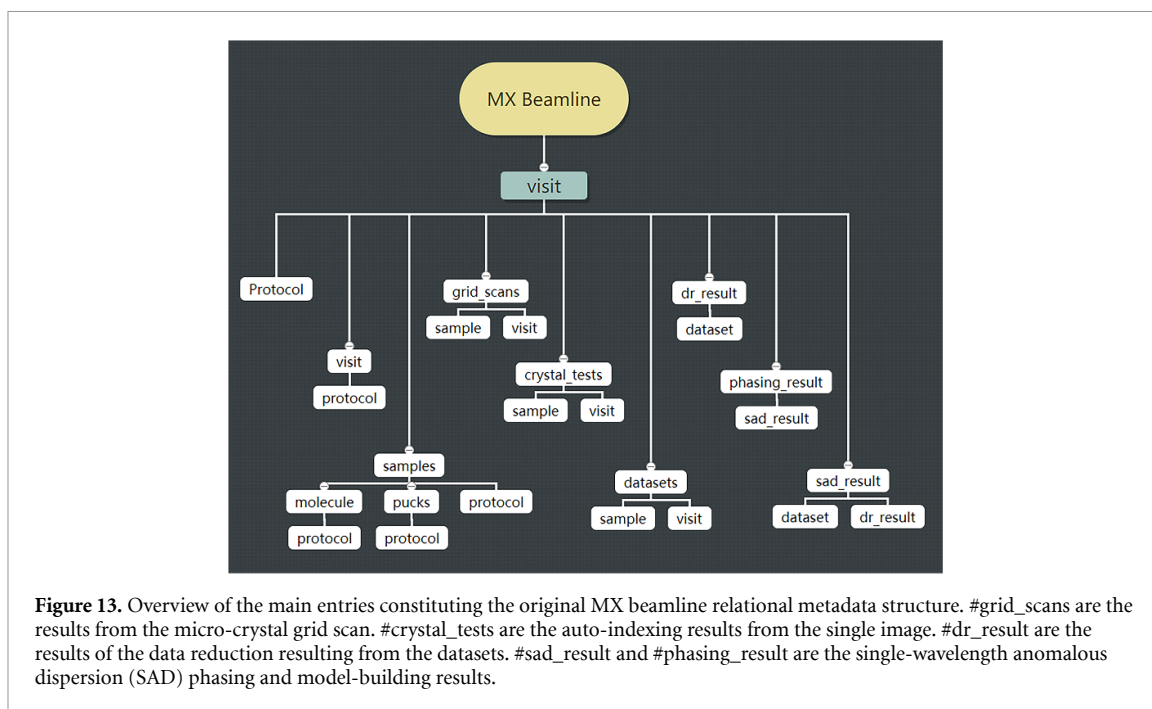 MX Beamline
visit
Protocol
grid_scans
sample visit
dr_result
dataset
visit
protocol
crystal_tests
sample visit
phasing_result
sad_result
samples
molecule pucks protocol
protocol protocol
datasets
sample visit
sad_result
dataset dr_result
Figure 13. Overview of the main entries constituting the original MX beamline relational metadata structure. #grid_scans are the
results from the micro-crystal grid scan. #crystal_tests are the auto-indexing results from the single image. #dr_result are the
results of the data reduction resulting from the datasets. #sad_result and #phasing_result are the single-wavelength anomalous
dispersion (SAD) phasing and model-building results.